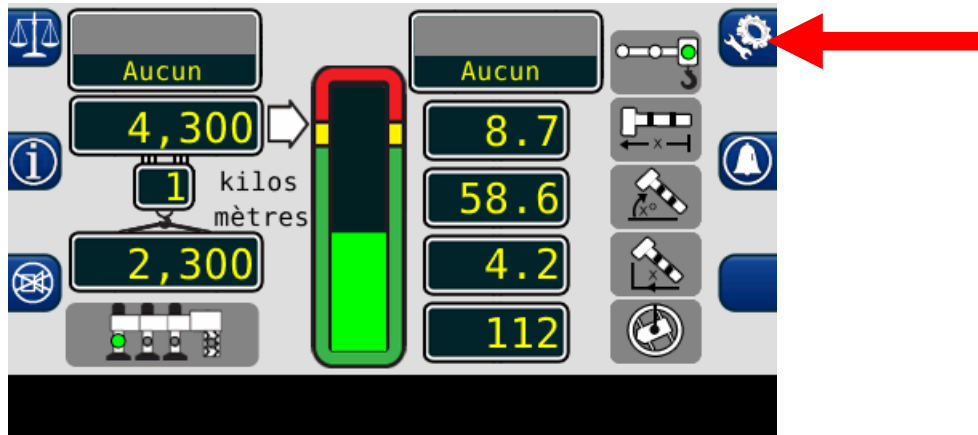 Aucun
Aucun
4,300
8.7
1
kilos
mètres
58.6
2,300
4.2
112
x
x°
x